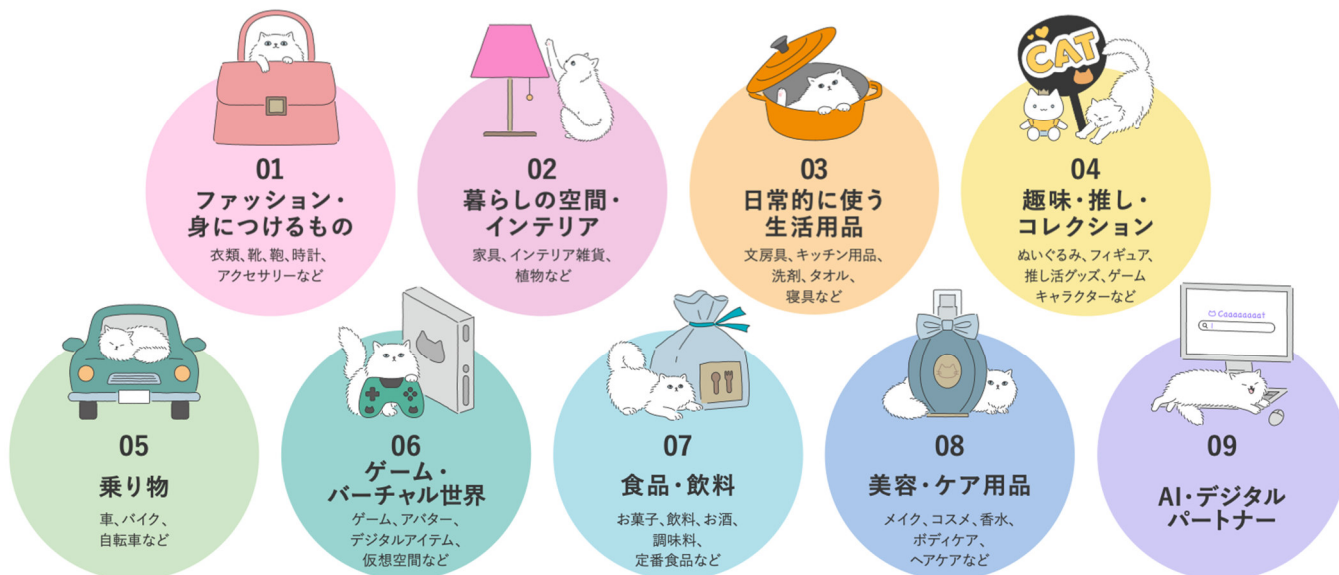 CAT
01
ファッション・
身につけるもの
衣類、靴、鞄、時計、
アクセサリーなど
02
暮らしの空間・
インテリア
家具、インテリア雑貨、
植物など
03
日常的に使う
生活用品
文房具、キッチン用品、
洗剤、タオル、
寝具など
04
趣味・推し・
コレクション
ぬいぐるみ、フィギュア、
推し活グッズ、ゲーム
キャラクターなど
Caaaaaaaat
05
乗り物
車、バイク、
自転車など
06
ゲーム・
バーチャル世界
ゲーム、アバター、
デジタルアイテム、
仮想空間など
07
食品・飲料
お菓子、飲料、お酒、
調味料、
定番食品など
08
美容・ケア用品
メイク、コスメ、香水、
ボディケア、
ヘアケアなど
09
AI・デジタル
パートナー